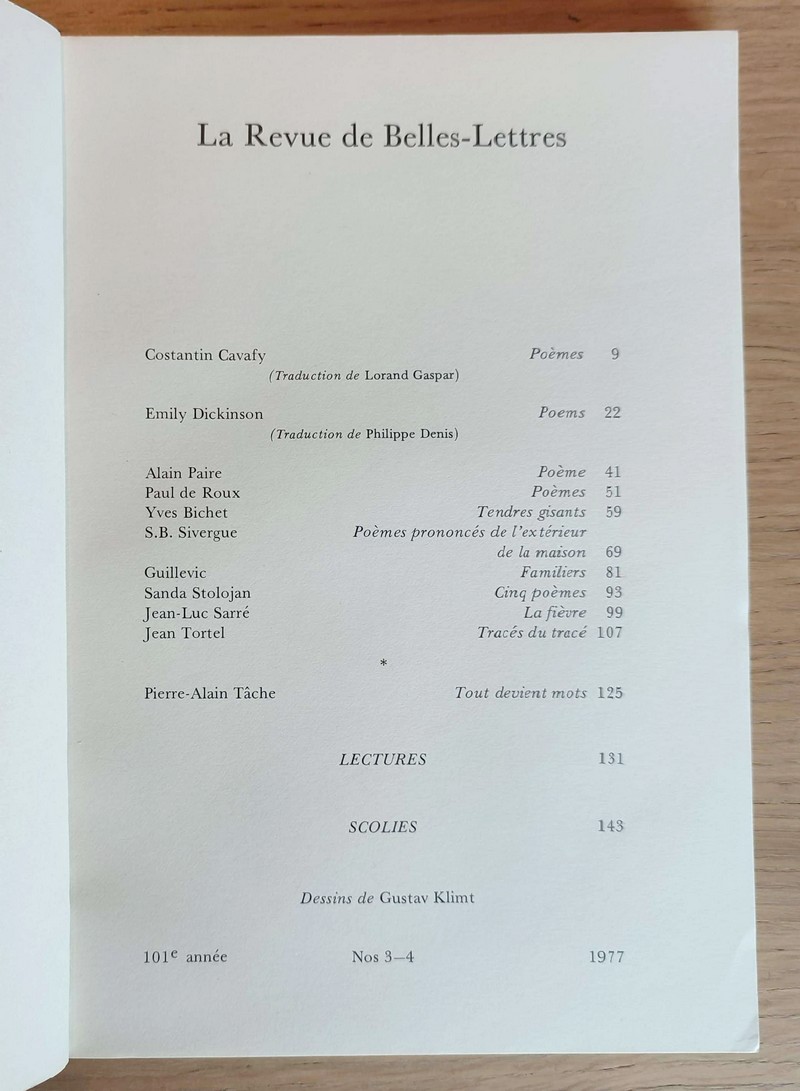 La Revue de Belles-Lettres
Costantin Cavafy Poèmes 9
(Traduction de Lorand Gaspar)
Emily Dickinson Poems 22
(Traduction de Philippe Denis)
Alain Paire Poème 41
Paul de Roux Poèmes 51
Yves Bichet Tendres gisants 59
S.B. Sivergue Poèmes prononcés de l'extérieur
de la maison 69
Guillevic Familiers 81
Sanda Stolojan Cinq poèmes 93
Jean-Luc Sarré La fièvre 99
Jean Tortel Tracés du tracé 107
*
Pierre-Alain Tâche Tout devient mots 125
LECTURES 131
SCOLIES 143
Dessins de Gustav Klimt
101e année Nos 3–4 1977